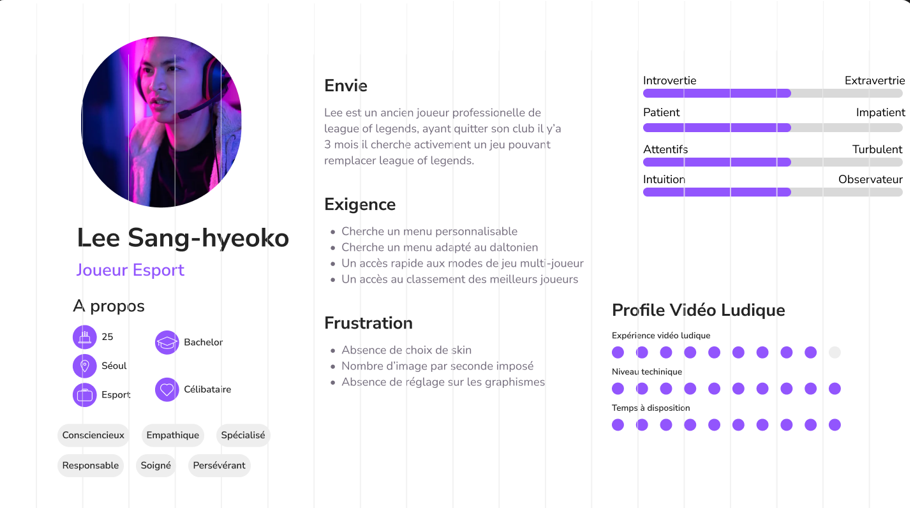 Lee Sang-hyeoko
Joueur Esport
A propos
25
Bachelor
Séoul
Esport
Célibataire
Consciencieux
Empathique
Spécialisé
Responsable
Soigné
Persévérant
Envie
Lee est un ancien joueur professionelle de
league of legends, ayant quitter son club il y'a
3 mois il cherche activement un jeu pouvant
remplacer league of legends.
Exigence
• Cherche un menu personnalisable
• Cherche un menu adapté au daltonien
• Un accès rapide aux modes de jeu multi-joueur
• Un accès au classement des meilleurs joueurs
Frustration
• Absence de choix de skin
• Nombre d'image par seconde imposé
• Absence de réglage sur les graphismes
Introvertie Extravertrie
Patient Impatient
Attentifs Turbulent
Intuition Observateur
Profile Vidéo Ludique
Expérience vidéo ludique
Niveau techinique
Temps à disposition